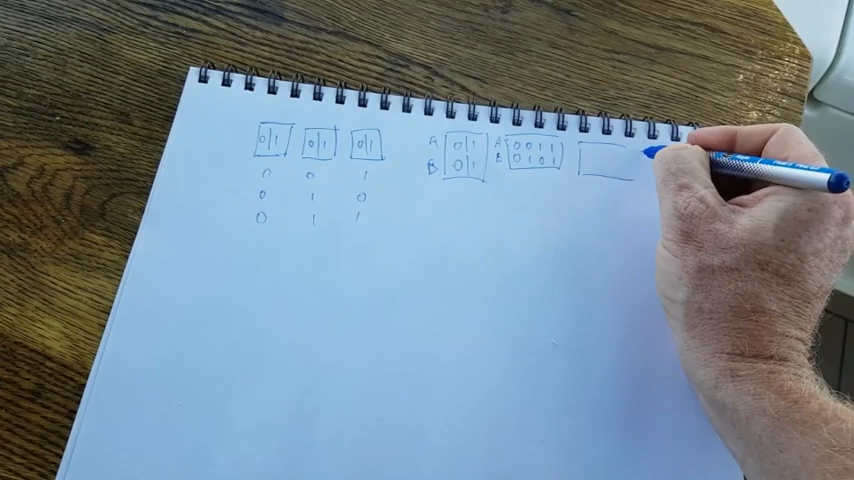 0 1 0 1 0 1
0 0 1
0 1 0
0 1 1
A 0 1
B 0 1
A 0 0 1 1
B 0 1 0 1